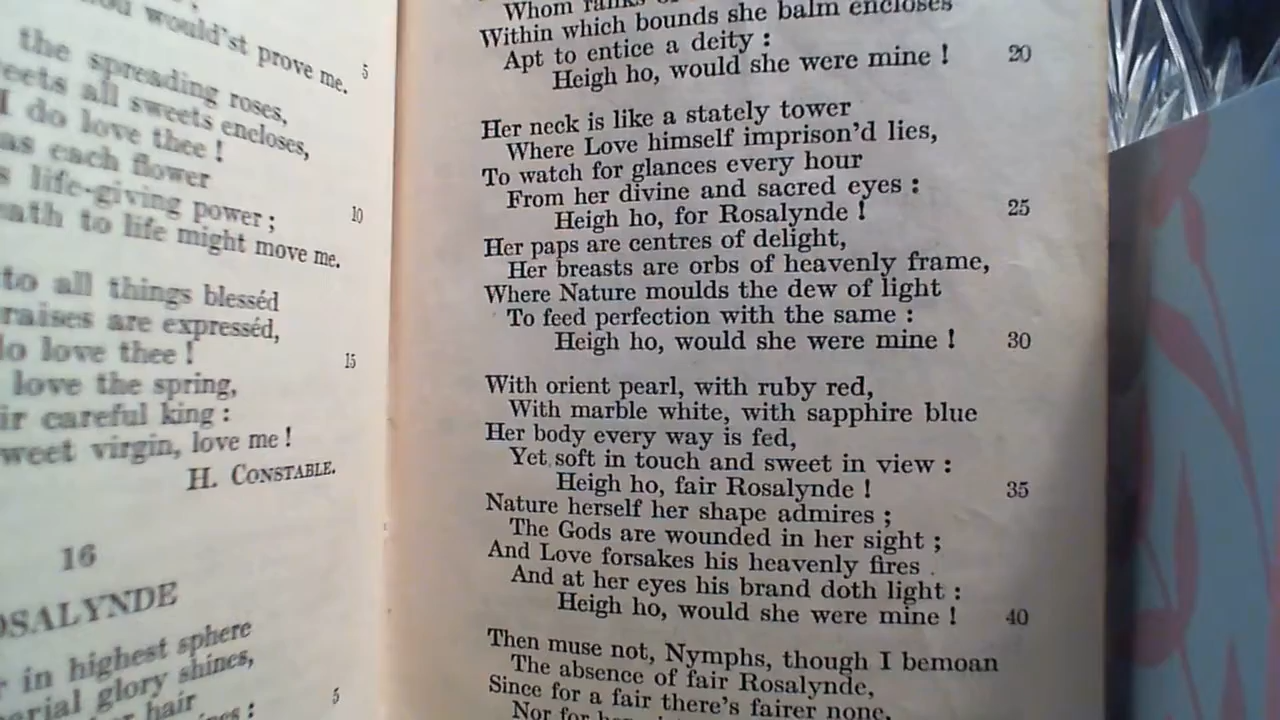 would'st prove me.
5
the spreading roses,
all sweets encloses,
I do love thee !
as each flower
life-giving power ;
10
to life might move me.
to all things blesséd
are expresséd,
love thee !
15
love the spring,
careful king :
virgin, love me !
H. CONSTABLE.
16
in highest sphere
glory shines,
hair
5
Whom
Within which bounds she balm encloses
Apt to entice a deity :
Heigh ho, would she were mine !
20
Her neck is like a stately tower
Where Love himself imprison'd lies,
To watch for glances every hour
From her divine and sacred eyes :
Heigh ho, for Rosalynde !
25
Her paps are centres of delight,
Her breasts are orbs of heavenly frame,
Where Nature moulds the dew of light
To feed perfection with the same :
Heigh ho, would she were mine !
30
With orient pearl, with ruby red,
With marble white, with sapphire blue
Her body every way is fed,
Yet soft in touch and sweet in view :
Heigh ho, fair Rosalynde !
35
Nature herself her shape admires ;
The Gods are wounded in her sight ;
And Love forsakes his heavenly fires
And at her eyes his brand doth light :
Heigh ho, would she were mine !
40
Then muse not, Nymphs, though I bemoan
The absence of fair Rosalynde,
Since for a fair there's fairer none,
Nor for